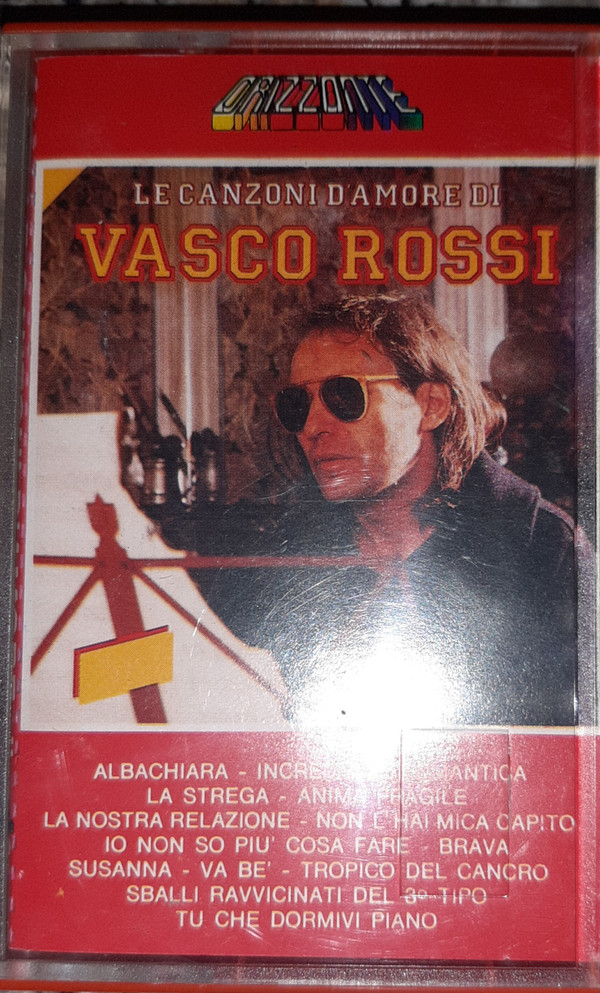 ORIZZONTE
LE CANZONI D'AMORE DI
VASCO ROSSI
ALBACHIARA -
LA STREGA - ANIMA FRAGILE
LA NOSTRA RELAZIONE - NON L'HAI MICA CAPITO
IO NON SO PIU' COSA FARE BRAVA
SUSANNA - VA BE' - TROPICO DEL CANCRO
SBALLI RAVVICINATI DEL 3º TIPO
TU CHE DORMIVI PIANO